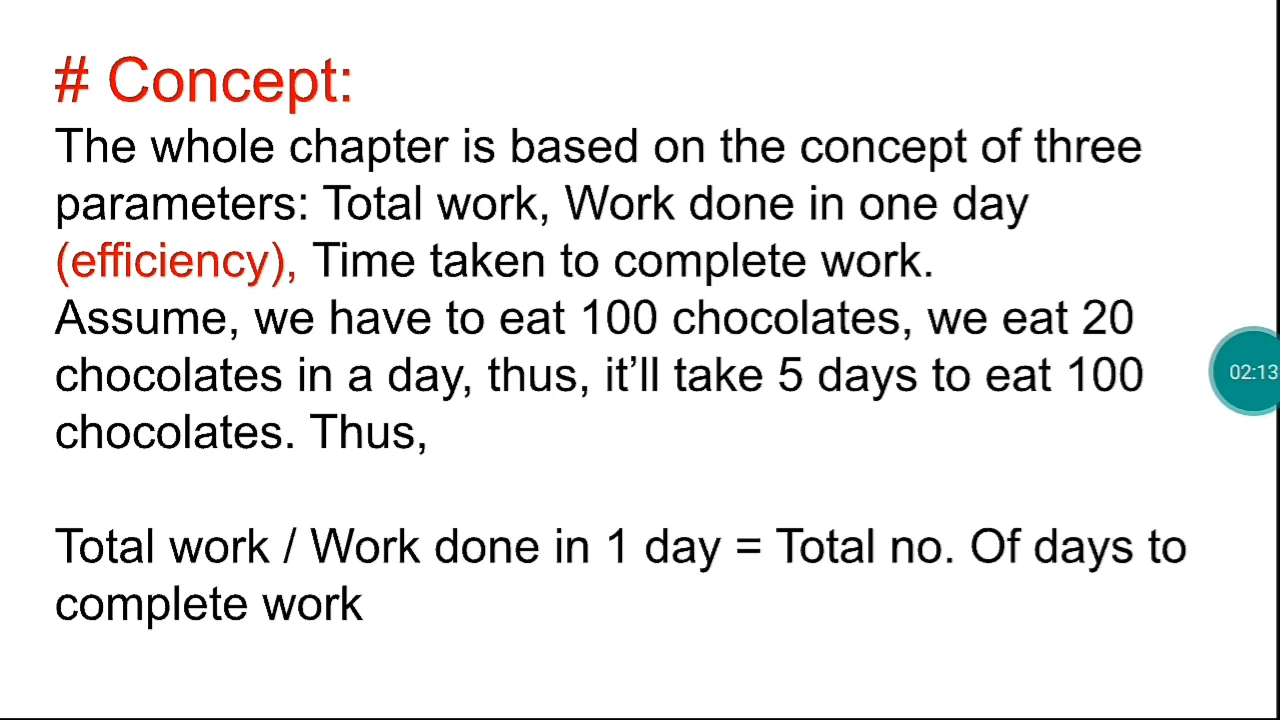 # Concept:
The whole chapter is based on the concept of three
parameters: Total work, Work done in one day
(efficiency), Time taken to complete work.
Assume, we have to eat 100 chocolates, we eat 20
chocolates in a day, thus, it’ll take 5 days to eat 100
chocolates. Thus,
Total work / Work done in 1 day = Total no. Of days to
complete work
02:13